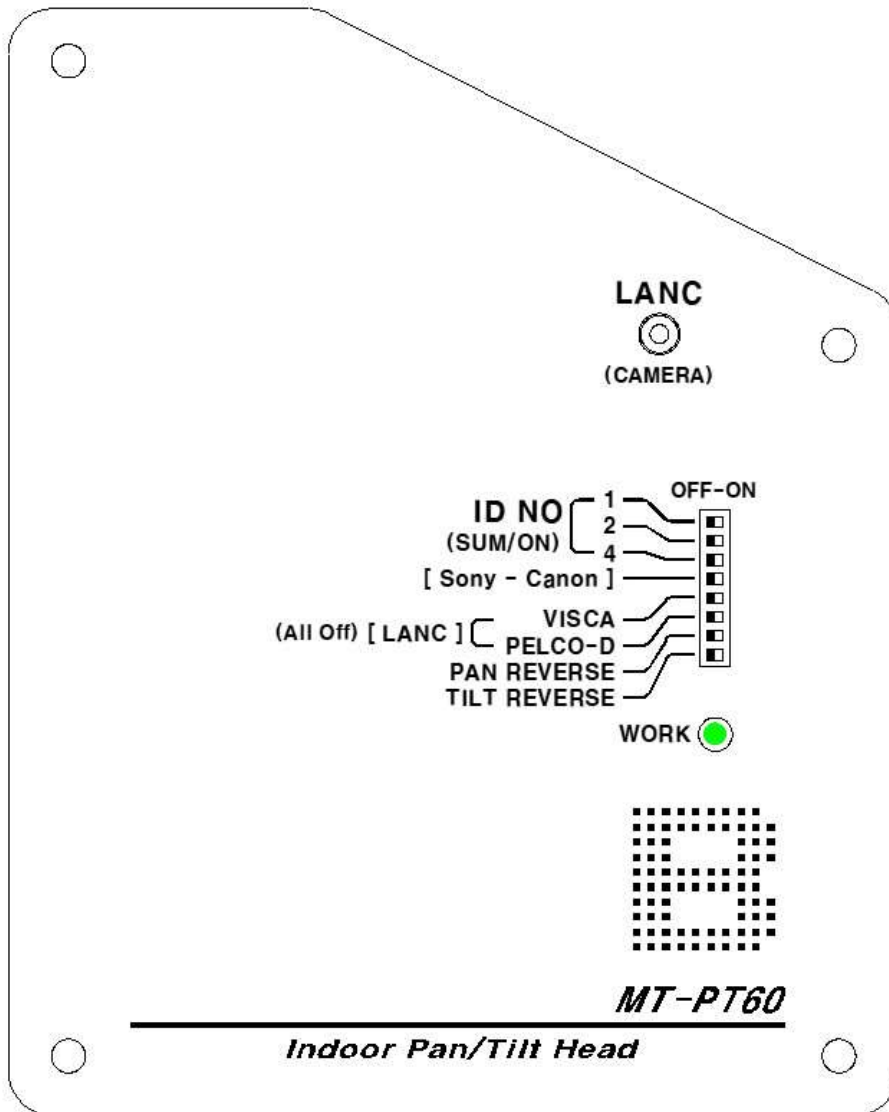 LANC
(CAMERA)
OFF-ON
ID NO
(SUM/ON)
1
2
4
[ Sony - Canon ]
VISCA
(All Off) [ LANC ]
PELCO-D
PAN REVERSE
TILT REVERSE
WORK
B
MT-PT60
Indoor Pan/Tilt Head